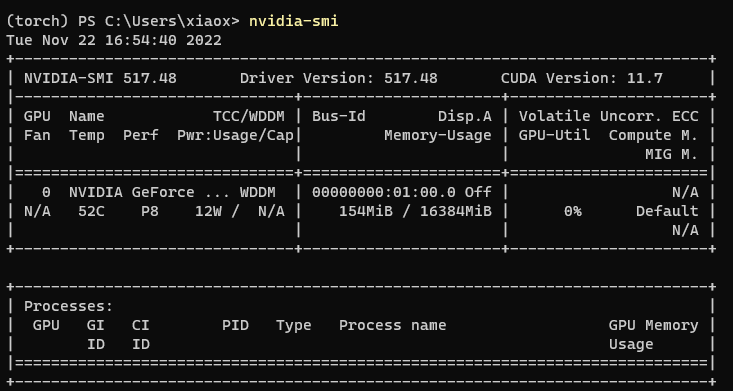 (torch) PS C:\Users\xiaox> nvidia-smi
Tue Nov 22 16:54:40 2022
+-----------------------------------------------------------------------------+
| NVIDIA-SMI 517.48       Driver Version: 517.48       CUDA Version: 11.7     |
|-------------------------------+----------------------+----------------------+
| GPU  Name            TCC/WDDM | Bus-Id        Disp.A | Volatile Uncorr. ECC |
| Fan  Temp  Perf  Pwr:Usage/Cap|         Memory-Usage | GPU-Util  Compute M. |
|                               |                      |               MIG M. |
|===============================+======================+======================|
|   0  NVIDIA GeForce ... WDDM  | 00000000:01:00.0 Off |                  N/A |
| N/A   52C    P8    12W /  N/A |    154MiB / 16384MiB |      0%      Default |
|                               |                      |                  N/A |
+-------------------------------+----------------------+----------------------+

+-----------------------------------------------------------------------------+
| Processes:                                                                  |
|  GPU   GI   CI        PID   Type   Process name                  GPU Memory |
|        ID   ID                                                   Usage      |
|=============================================================================|
+-----------------------------------------------------------------------------+